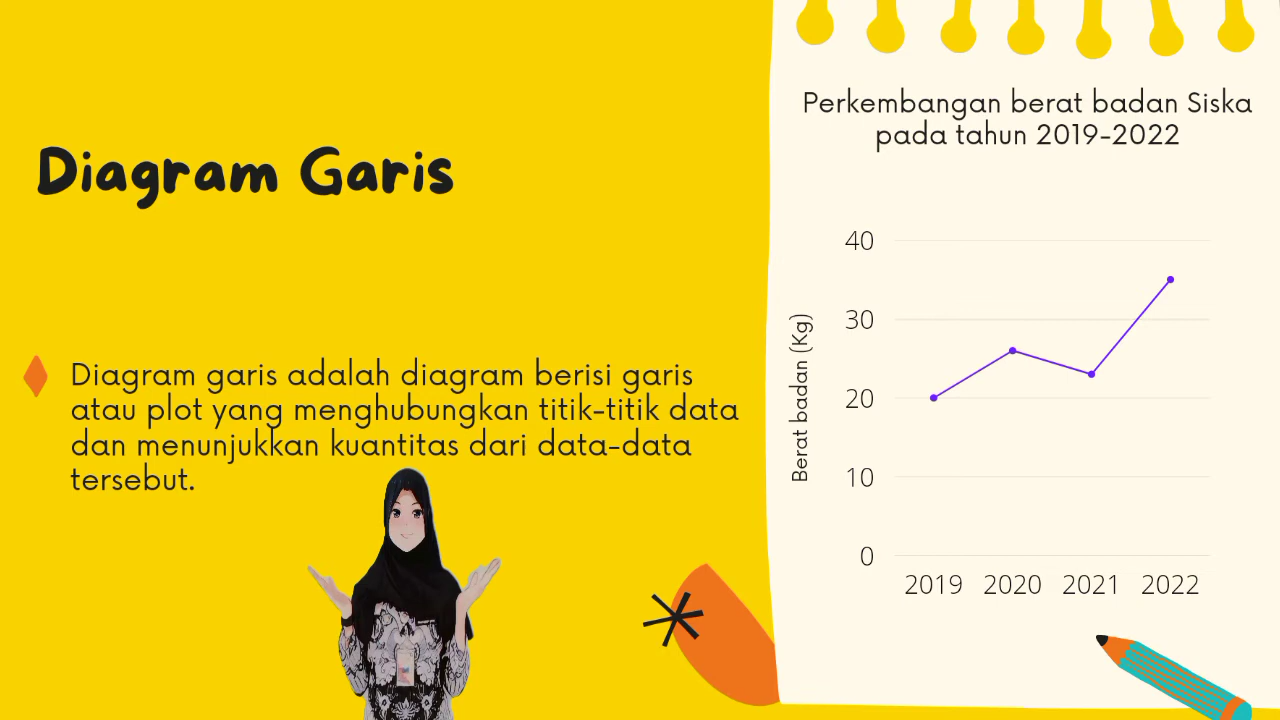 Diagram Garis
Diagram garis adalah diagram berisi garis
atau plot yang menghubungkan titik-titik data
dan menunjukkan kuantitas dari data-data
tersebut.
Perkembangan berat badan Siska
pada tahun 2019-2022
Berat badan (Kg)
40
30
20
10
0
2019 2020 2021 2022